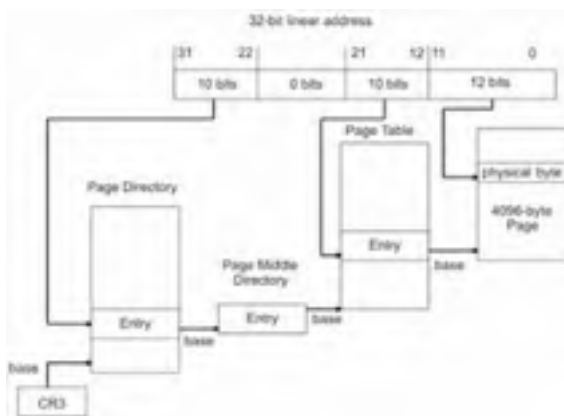 32-bit linear address
31 22 21 12 11 0
10 bits 0 bits 10 bits 12 bits
Page Table
physical byte
Page Directory
4096-byte
Page
Entry
base
Page Middle
Directory
Entry
base
Entry
base
base
CR3